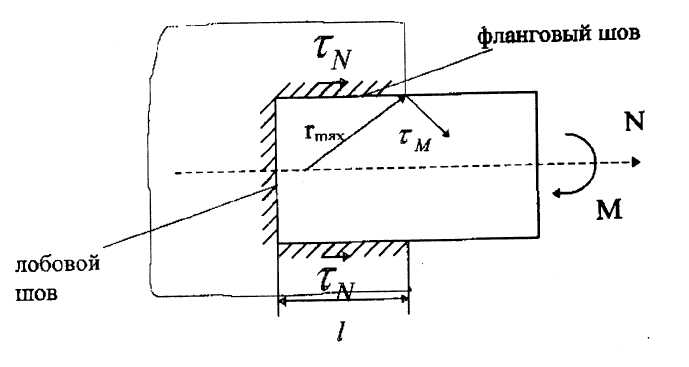 фланговый шов
τN
rmax
τM
N
M
лобовой
шов
τN
l